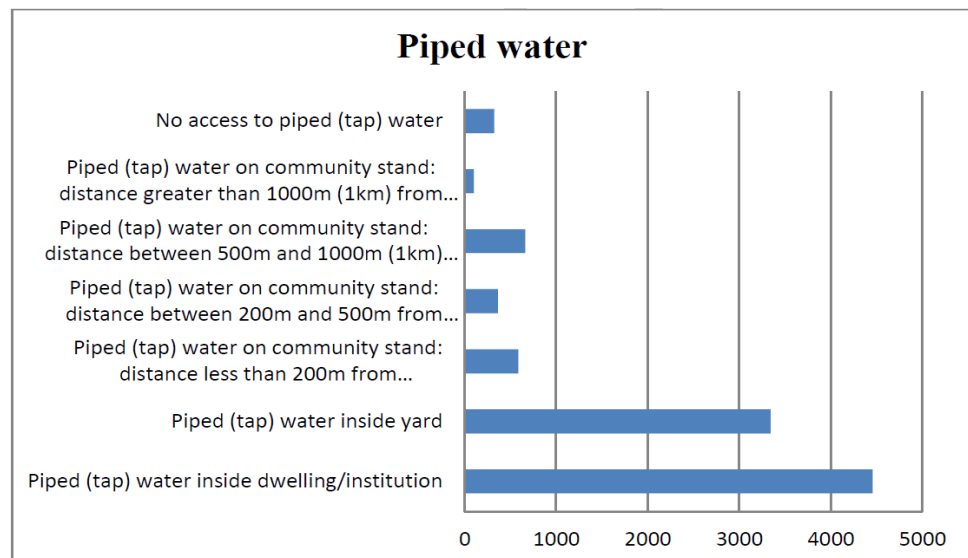 Piped water
No access to piped (tap) water
Piped (tap) water on community stand:
distance greater than 1000m (1km) from...
Piped (tap) water on community stand:
distance between 500m and 1000m (1km)...
Piped (tap) water on community stand:
distance between 200m and 500m from...
Piped (tap) water on community stand:
distance less than 200m from...
Piped (tap) water inside yard
Piped (tap) water inside dwelling/institution
0 1000 2000 3000 4000 5000